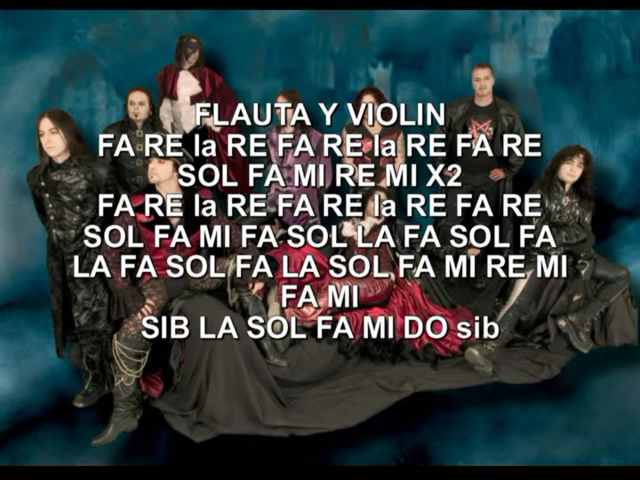 FLAUTA Y VIOLIN
FA RE la RE FA RE la RE FA RE
SOL FA MI RE MI X2
FA RE la RE FA RE la RE FA RE
SOL FA MI FA SOL LA FA SOL FA
LA FA SOL FA LA SOL FA MI RE MI
FA MI
SIB LA SOL FA MI DO sib